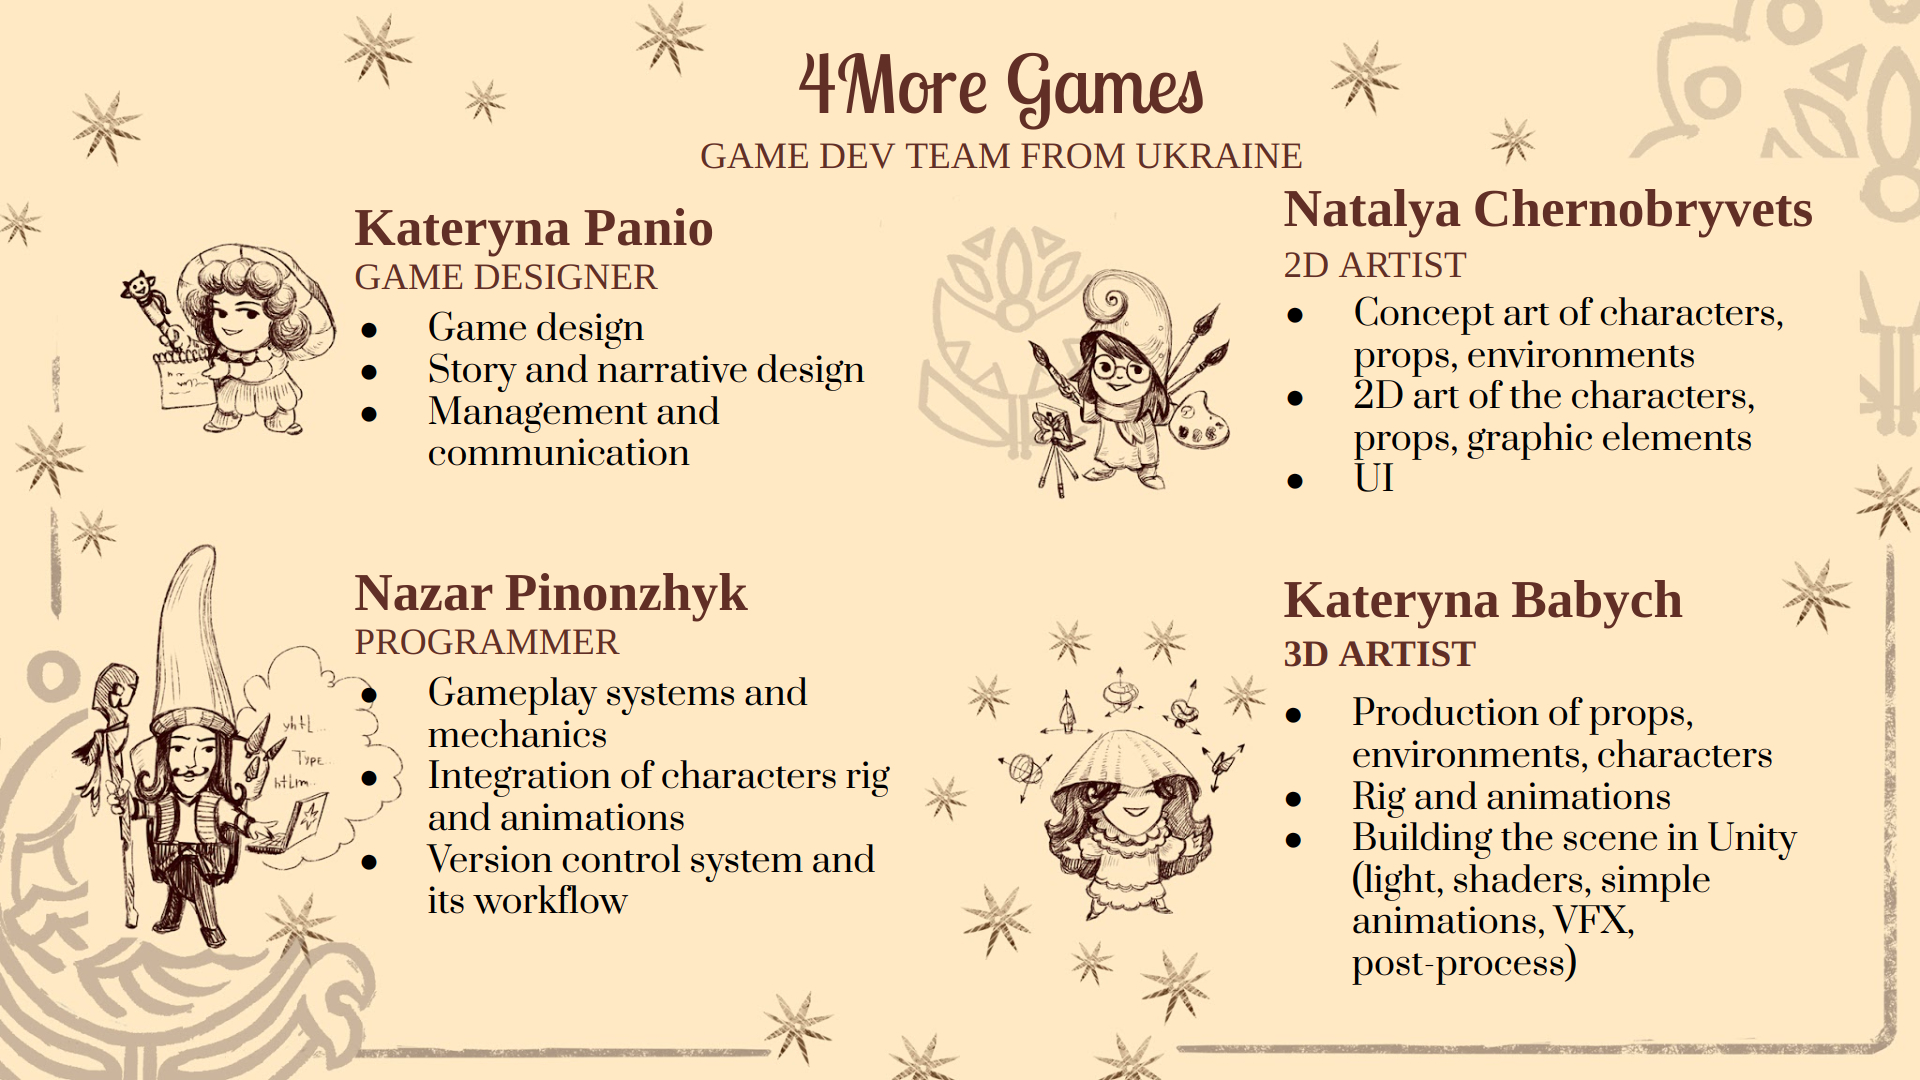 4More Games
GAME DEV TEAM FROM UKRAINE
Kateryna Panio
GAME DESIGNER
● Game design
● Story and narrative design
● Management and
communication
Natalya Chernobryvets
2D ARTIST
● Concept art of characters,
props, environments
● 2D art of the characters,
props, graphic elements
● UI
Nazar Pinonzhyk
PROGRAMMER
● Gameplay systems and
mechanics
● Integration of characters rig
and animations
● Version control system and
its workflow
Type...
htLm...
Kateryna Babych
3D ARTIST
● Production of props,
environments, characters
● Rig and animations
● Building the scene in Unity
(light, shaders, simple
animations, VFX,
post-process)